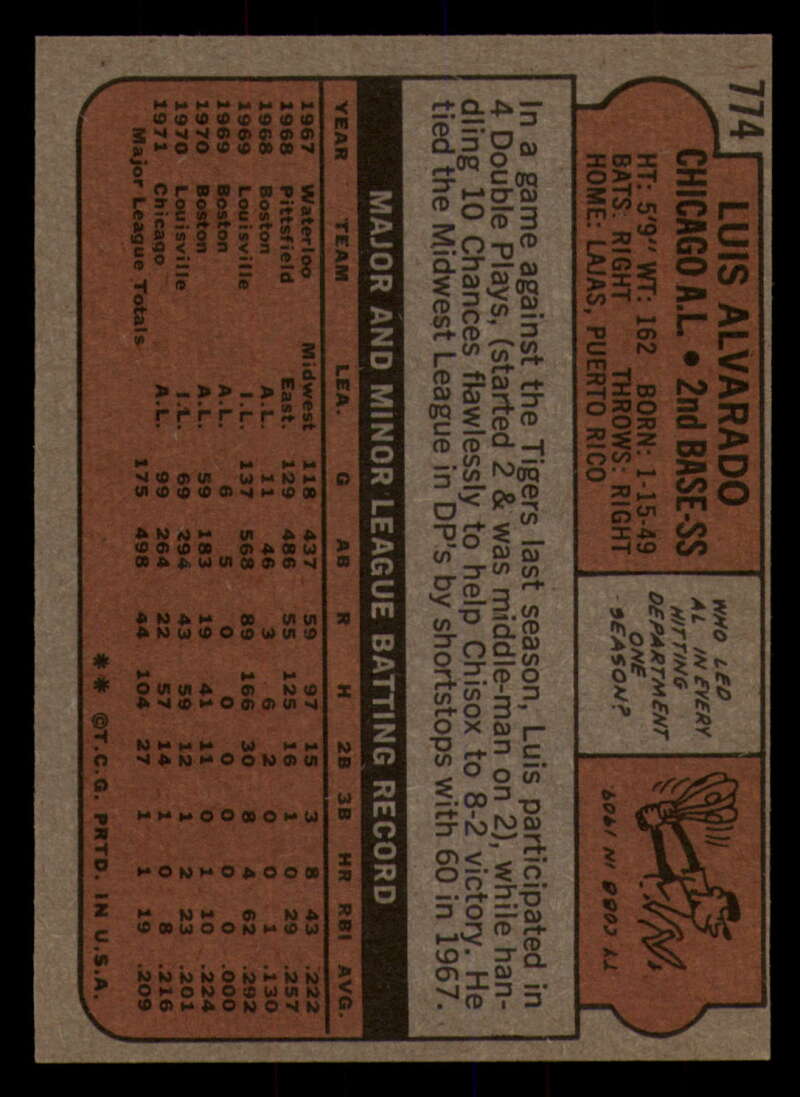 774
LUIS ALVARADO
CHICAGO A.L. • 2nd BASE-SS
HT: 5'9" WT: 162 BORN: 1-15-49
BATS: RIGHT THROWS: RIGHT
HOME: LAJAS, PUERTO RICO
WHO LED
AL IN EVERY
HITTING
DEPARTMENT
ONE
SEASON?
TY COBB IN 1909
In a game against the Tigers last season, Luis participated in
4 Double Plays, (started 2 & was middle-man on 2), while han-
dling 10 Chances flawlessly to help Chisox to 8-2 victory. He
tied the Midwest League in DP's by shortstops with 60 in 1967.
MAJOR AND MINOR LEAGUE BATTING RECORD
YEAR TEAM LEA. G AB R H 2B 3B HR RBI AVG.
1967 Waterloo Midwest 118 437 59 97 15 3 8 43 .222
1968 Pittsfield East. 129 486 55 125 16 1 0 29 .257
1968 Boston A.L. 11 46 3 6 2 0 0 1 .130
1969 Louisville I.L. 137 568 89 166 30 8 4 62 .292
1969 Boston A.L. 6 5 0 0 0 0 0 0 .000
1970 Boston A.L. 59 183 19 41 11 0 1 10 .224
1970 Louisville I.L. 69 294 43 59 12 1 2 23 .201
1971 Chicago A.L. 99 264 22 57 14 1 0 8 .216
Major League Totals 175 498 44 104 27 1 1 19 .209
** ©T.C.G. PRTD. IN U.S.A.